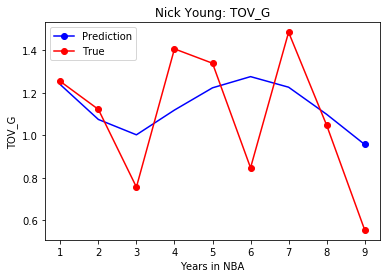 Nick Young: TOV_G
Prediction
True
TOV_G
1.4
1.2
1.0
0.8
0.6
1 2 3 4 5 6 7 8 9
Years in NBA